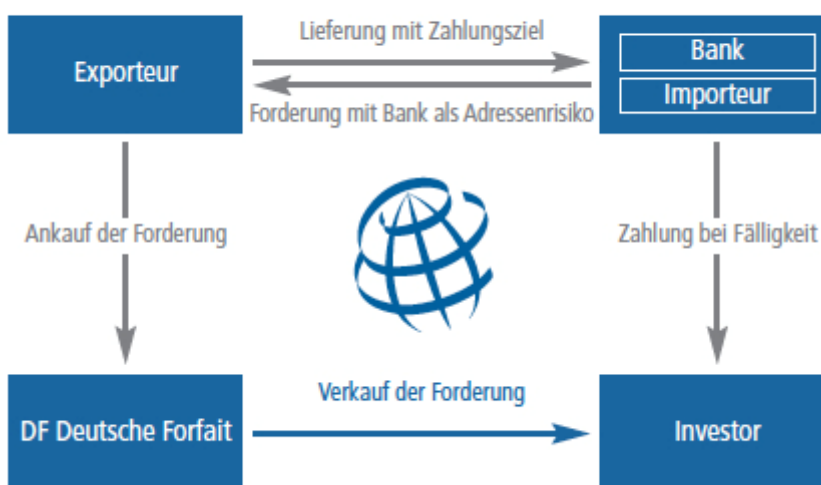 Lieferung mit Zahlungsziel
Exporteur
Bank
Importeur
Forderung mit Bank als Adressenrisiko
Ankauf der Forderung
Zahlung bei Fälligkeit
Verkauf der Forderung
DF Deutsche Forfait
Investor